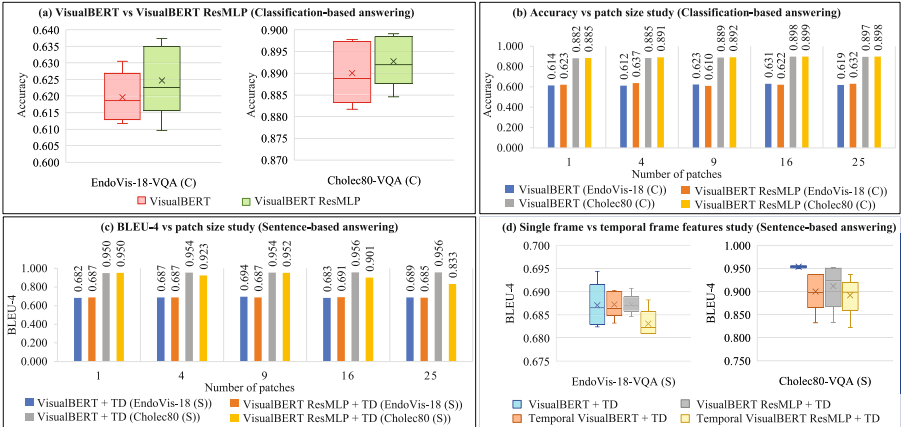 (a) VisualBERT vs VisualBERT ResMLP (Classification-based answering)
Accuracy
0.640
0.635
0.630
0.625
0.620
0.615
0.610
0.605
0.600
EndoVis-18-VQA (C)
Accuracy
0.900
0.890
0.880
0.870
Cholec80-VQA (C)
VisualBERT
VisualBERT ResMLP
(b) Accuracy vs patch size study (Classification-based answering)
Accuracy
1.000
0.800
0.600
0.400
0.200
0.000
0.614
0.623
0.882
0.885
0.612
0.637
0.885
0.891
0.623
0.610
0.889
0.892
0.631
0.622
0.898
0.899
0.619
0.632
0.897
0.898
1 4 9 16 25
Number of patches
VisualBERT (EndoVis-18 (C))
VisualBERT ResMLP (EndoVis-18 (C))
VisualBERT (Cholec80 (C))
VisualBERT ResMLP (Cholec80 (C))
(c) BLEU-4 vs patch size study (Sentence-based answering)
BLEU-4
1.000
0.800
0.600
0.400
0.200
0.000
0.682
0.687
0.950
0.950
0.687
0.687
0.954
0.923
0.694
0.687
0.954
0.952
0.683
0.691
0.956
0.901
0.689
0.685
0.956
0.833
1 4 9 16 25
Number of patches
VisualBERT + TD (EndoVis-18 (S))
VisualBERT ResMLP + TD (EndoVis-18 (S))
VisualBERT + TD (Cholec80 (S))
VisualBERT ResMLP + TD (Cholec80 (S))
(d) Single frame vs temporal frame features study (Sentence-based answering)
BLEU-4
0.700
0.695
0.690
0.685
0.680
0.675
EndoVis-18-VQA (S)
BLEU-4
1.000
0.950
0.900
0.850
0.800
0.750
Cholec80-VQA (S)
VisualBERT + TD
VisualBERT ResMLP + TD
Temporal VisualBERT + TD
Temporal VisualBERT ResMLP + TD